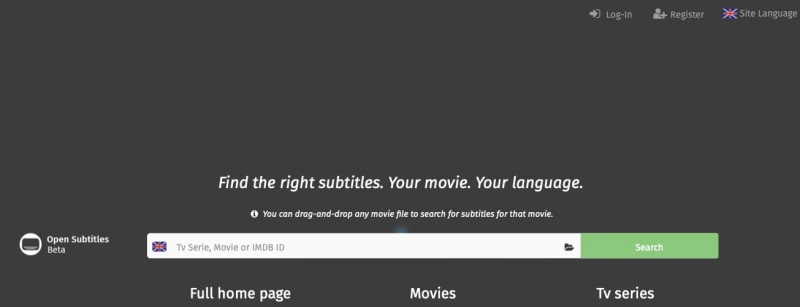 Log-In Register Site Language
Find the right subtitles. Your movie. Your language.
You can drag-and-drop any movie file to search for subtitles for that movie.
Open Subtitles
Beta
Tv Serie, Movie or IMDB ID
Search
Full home page Movies Tv series